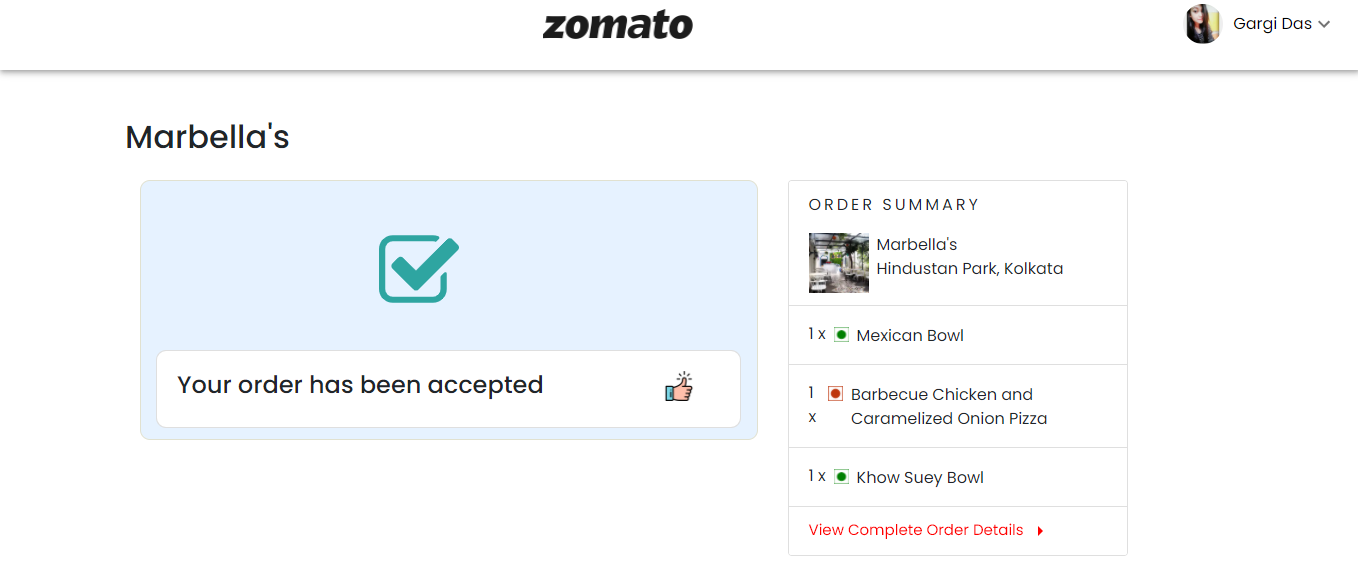 zomato
Gargi Das
Marbella's
Your order has been accepted
ORDER SUMMARY
Marbella's
Hindustan Park, Kolkata
1 x Mexican Bowl
1 x Barbecue Chicken and
Caramelized Onion Pizza
1 x Khow Suey Bowl
View Complete Order Details